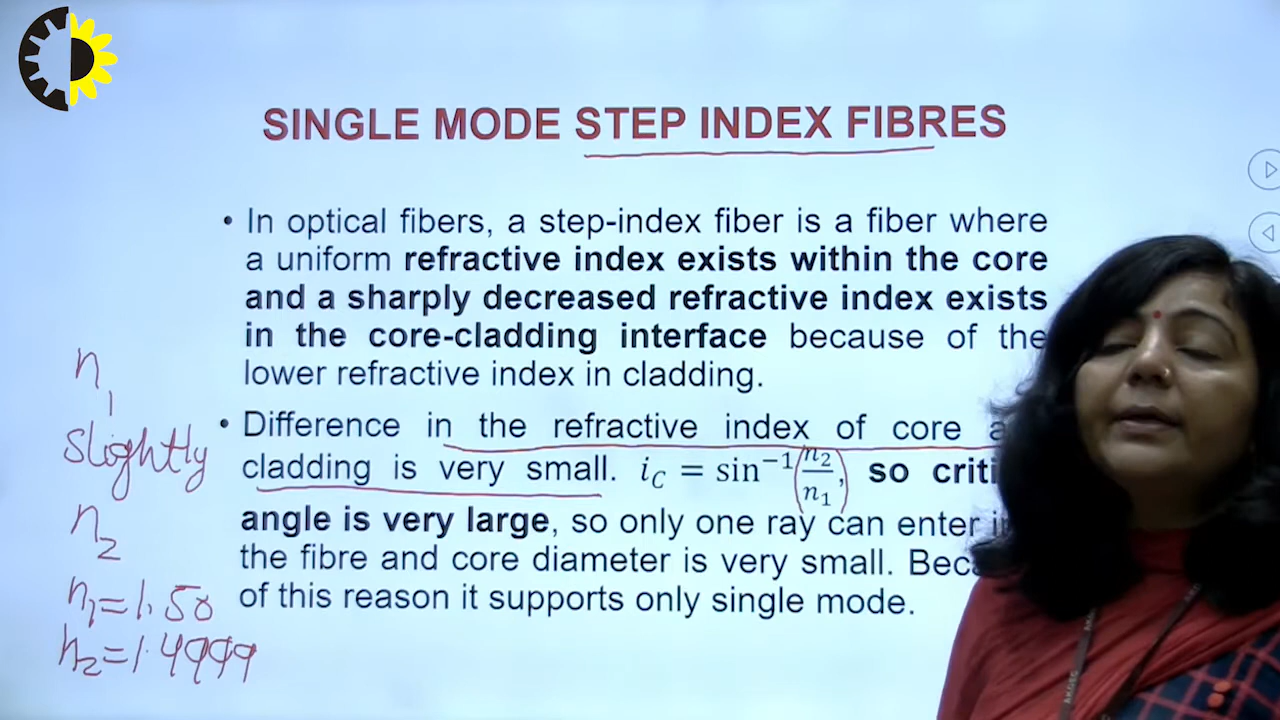 SINGLE MODE STEP INDEX FIBRES
• In optical fibers, a step-index fiber is a fiber where
a uniform refractive index exists within the core
and a sharply decreased refractive index exists
in the core-cladding interface because of the
lower refractive index in cladding.
• Difference in the refractive index of core
cladding is very small. i_C = sin⁻¹(n₂/n₁), so
angle is very large, so only one ray can enter
the fibre and core diameter is very small.
of this reason it supports only single mode.
n₁
slightly
n₂
n₁=1.50
n₂=1.4999